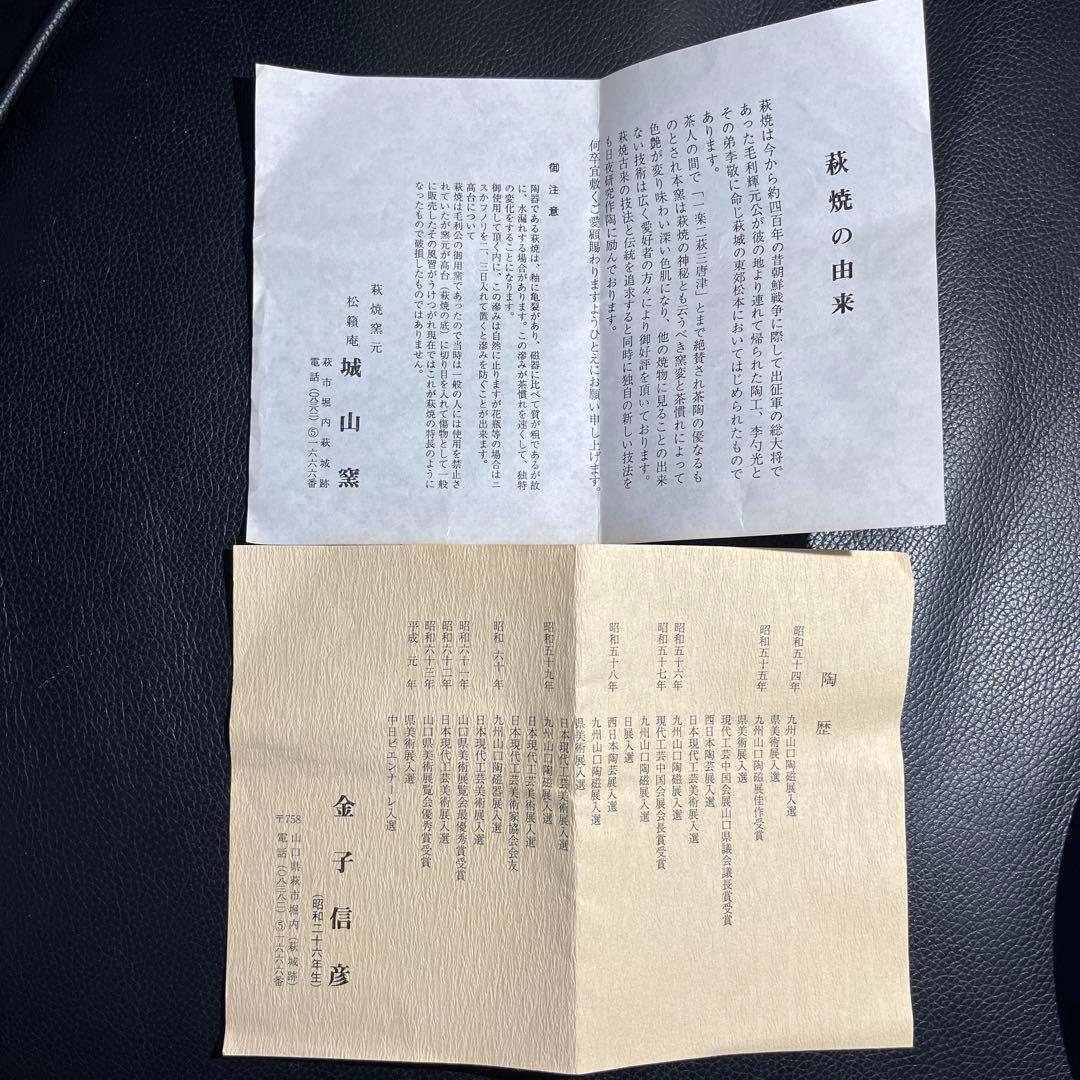 萩焼の由来
萩焼は今から約四百年の昔朝鮮戦争に際して出征軍の総大将で
あった毛利輝元公が彼の地より連れて帰られた陶工、李勺光と
その弟李敬に命じ萩城の東郊松本においてはじめられたもので
あります。
茶人の間で「一楽二萩三唐津」とまで絶賛され茶陶の優なるも
のとされ本窯は萩焼の神秘とも云うべき窯変と茶慣れによって
色艶が変り味わい深い色肌になり、他の焼物に見ることの出来
ない技術は広く愛好者の方々により御好評を頂いております。
萩焼古来の技法と伝統を追求すると同時に独自の新しい技法を
も日夜研究作陶に励んでおります。
何卒宜敷くご愛顧賜わりますようひとえにお願い申し上げます。
御注意
陶器である萩焼は、釉に亀裂があり、磁器に比べて質が粗であるが故
に、水漏れする場合があります。この滲みが茶慣れを速くして、独特
の変化をすることになります。
御使用して頂く内に、この滲みは自然に止りますが花瓶等の場合はニ
スかフノリを二、三日入れて置くと滲みを防ぐことが出来ます。
高台について
萩焼は毛利公の御用窯であったので当時は一般の人には使用を禁止さ
れていたが窯元が高台(萩焼の底)に切り目を入れて傷物として一般
に販売したその風習がうけつがれ現在ではこれが萩焼の特長のように
なったもので破損したものではありません。
萩焼窯元
松籟庵 城山窯
萩市堀内萩城跡
電話(〇八三八二)⑤一六六六番
陶歴
昭和五十四年 九州山口陶磁展入選
県美術展入選
昭和五十五年 九州山口陶磁展佳作受賞
県美術展入選
現代工芸中国会展山口県議会議長賞受賞
西日本陶芸展入選
昭和五十六年 日本現代工芸美術展入選
九州山口陶磁展入選
昭和五十七年 現代工芸中国会展会長賞受賞
九州山口陶磁展入選
日展入選
昭和五十八年 西日本陶芸展入選
九州山口陶磁展入選
県美術展入選
日本現代工芸美術展入選
昭和五十九年 九州山口陶磁展入選
日本現代工芸美術展入選
日本現代工芸美術家協会会友
昭和六十年 九州山口陶磁器展入選
日本現代工芸美術展入選
昭和六十一年 山口県美術展覧会最優秀賞受賞
昭和六十二年 日本現代工芸美術展入選
昭和六十三年 山口県美術展覧会優秀賞受賞
平成元年 県美術展入選
中日ビエンナーレ入選
金子信彦
(昭和二十六年生)
〒758 山口県萩市堀内(萩城跡)
電話(〇八三八二)⑤一六六六番